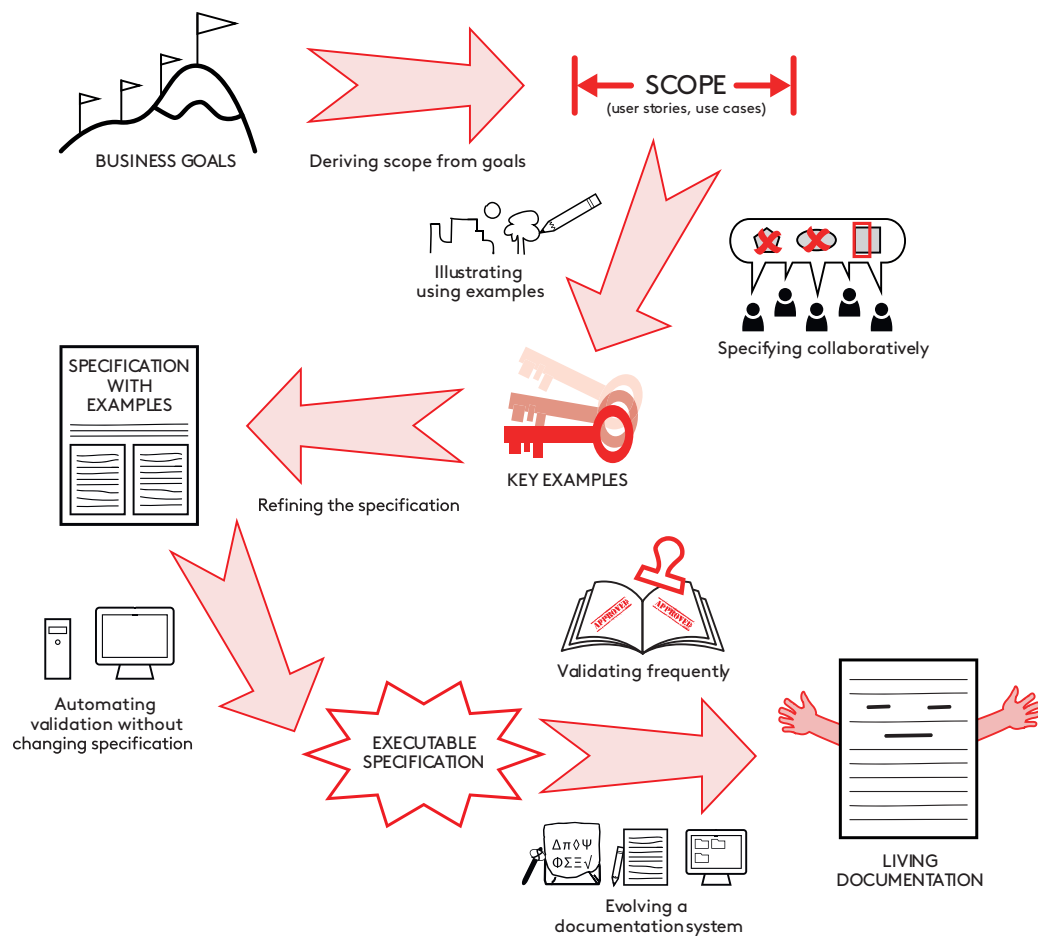 BUSINESS GOALS
Deriving scope from goals
SCOPE
(user stories, use cases)
Illustrating
using examples
Specifying collaboratively
KEY EXAMPLES
Refining the specification
SPECIFICATION
WITH
EXAMPLES
Automating
validation without
changing specification
EXECUTABLE
SPECIFICATION
APPROVED
APPROVED
Validating frequently
Δπ◊Ψ
ΦΣΞ√
Evolving a
documentation system
LIVING
DOCUMENTATION